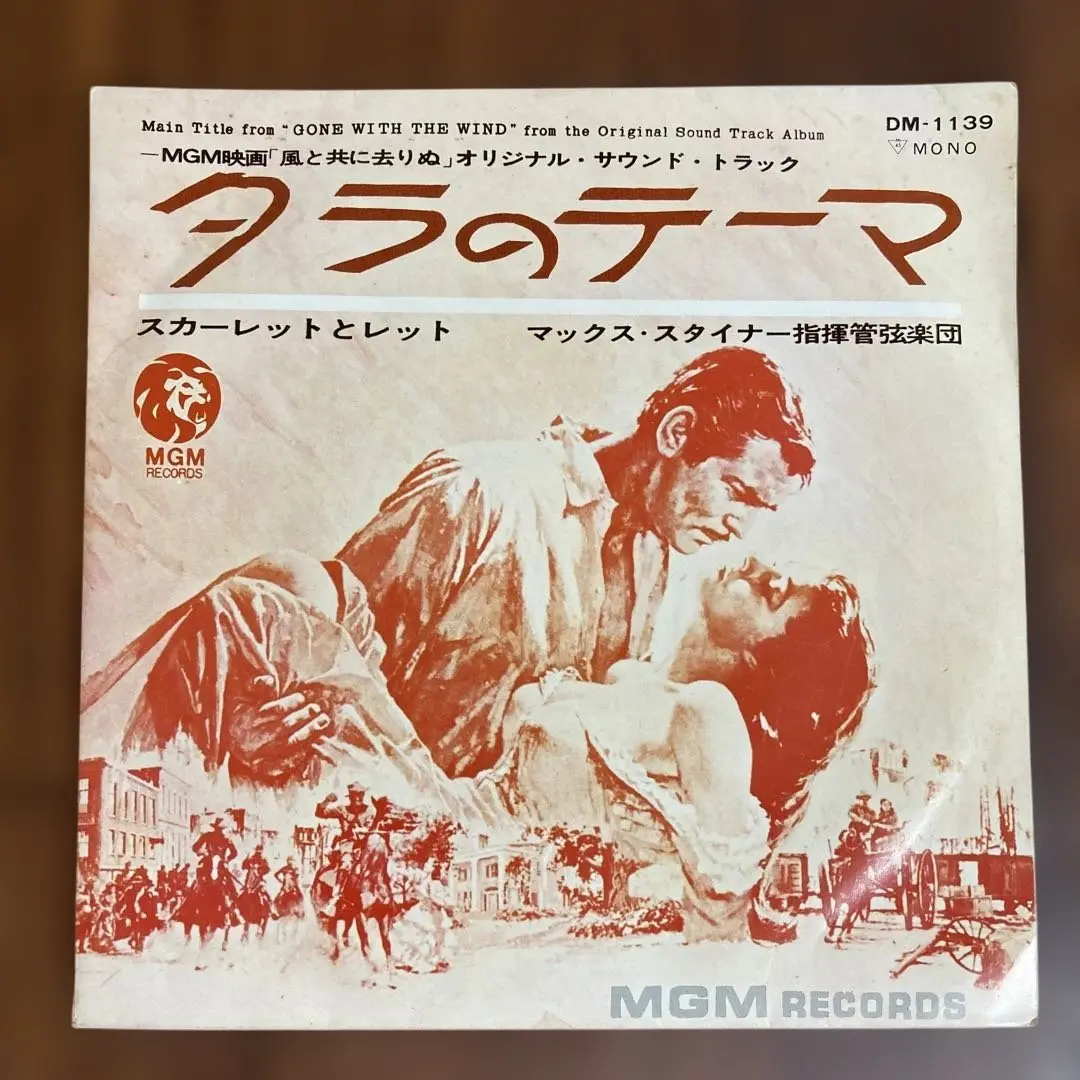 Main Title from "GONE WITH THE WIND" from the Original Sound Track Album
DM-1139
45 MONO
—MGM映画「風と共に去りぬ」オリジナル・サウンド・トラック
タラのテーマ
スカーレットとレット
マックス・スタイナー指揮管弦楽団
MGM
RECORDS
MGM RECORDS